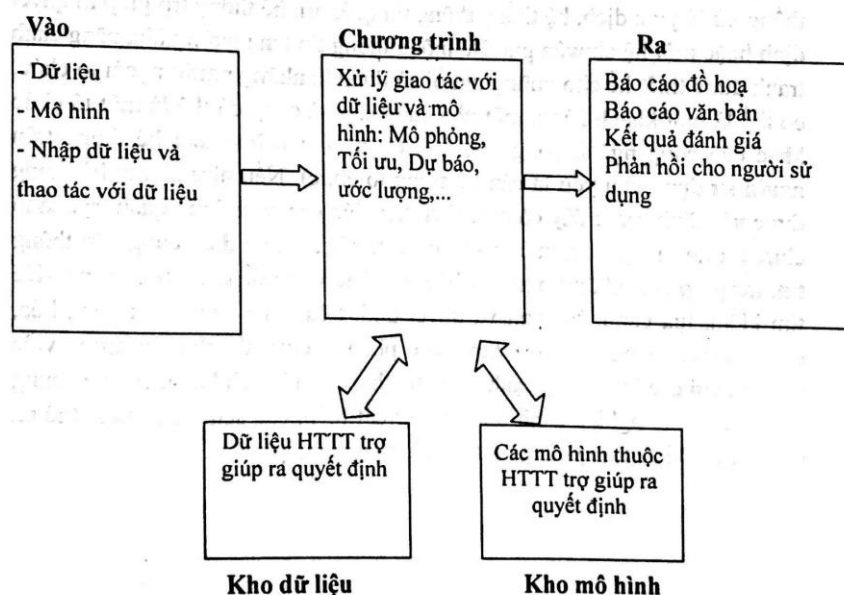 Vào
- Dữ liệu
- Mô hình
- Nhập dữ liệu và
thao tác với dữ liệu
Chương trình
Xử lý giao tác với
dữ liệu và mô
hình: Mô phỏng,
Tối ưu, Dự báo,
ước lượng,...
Ra
Báo cáo đồ hoạ
Báo cáo văn bản
Kết quả đánh giá
Phản hồi cho người sử
dụng
Dữ liệu HTTT trợ
giúp ra quyết định
Kho dữ liệu
Các mô hình thuộc
HTTT trợ giúp ra
quyết định
Kho mô hình